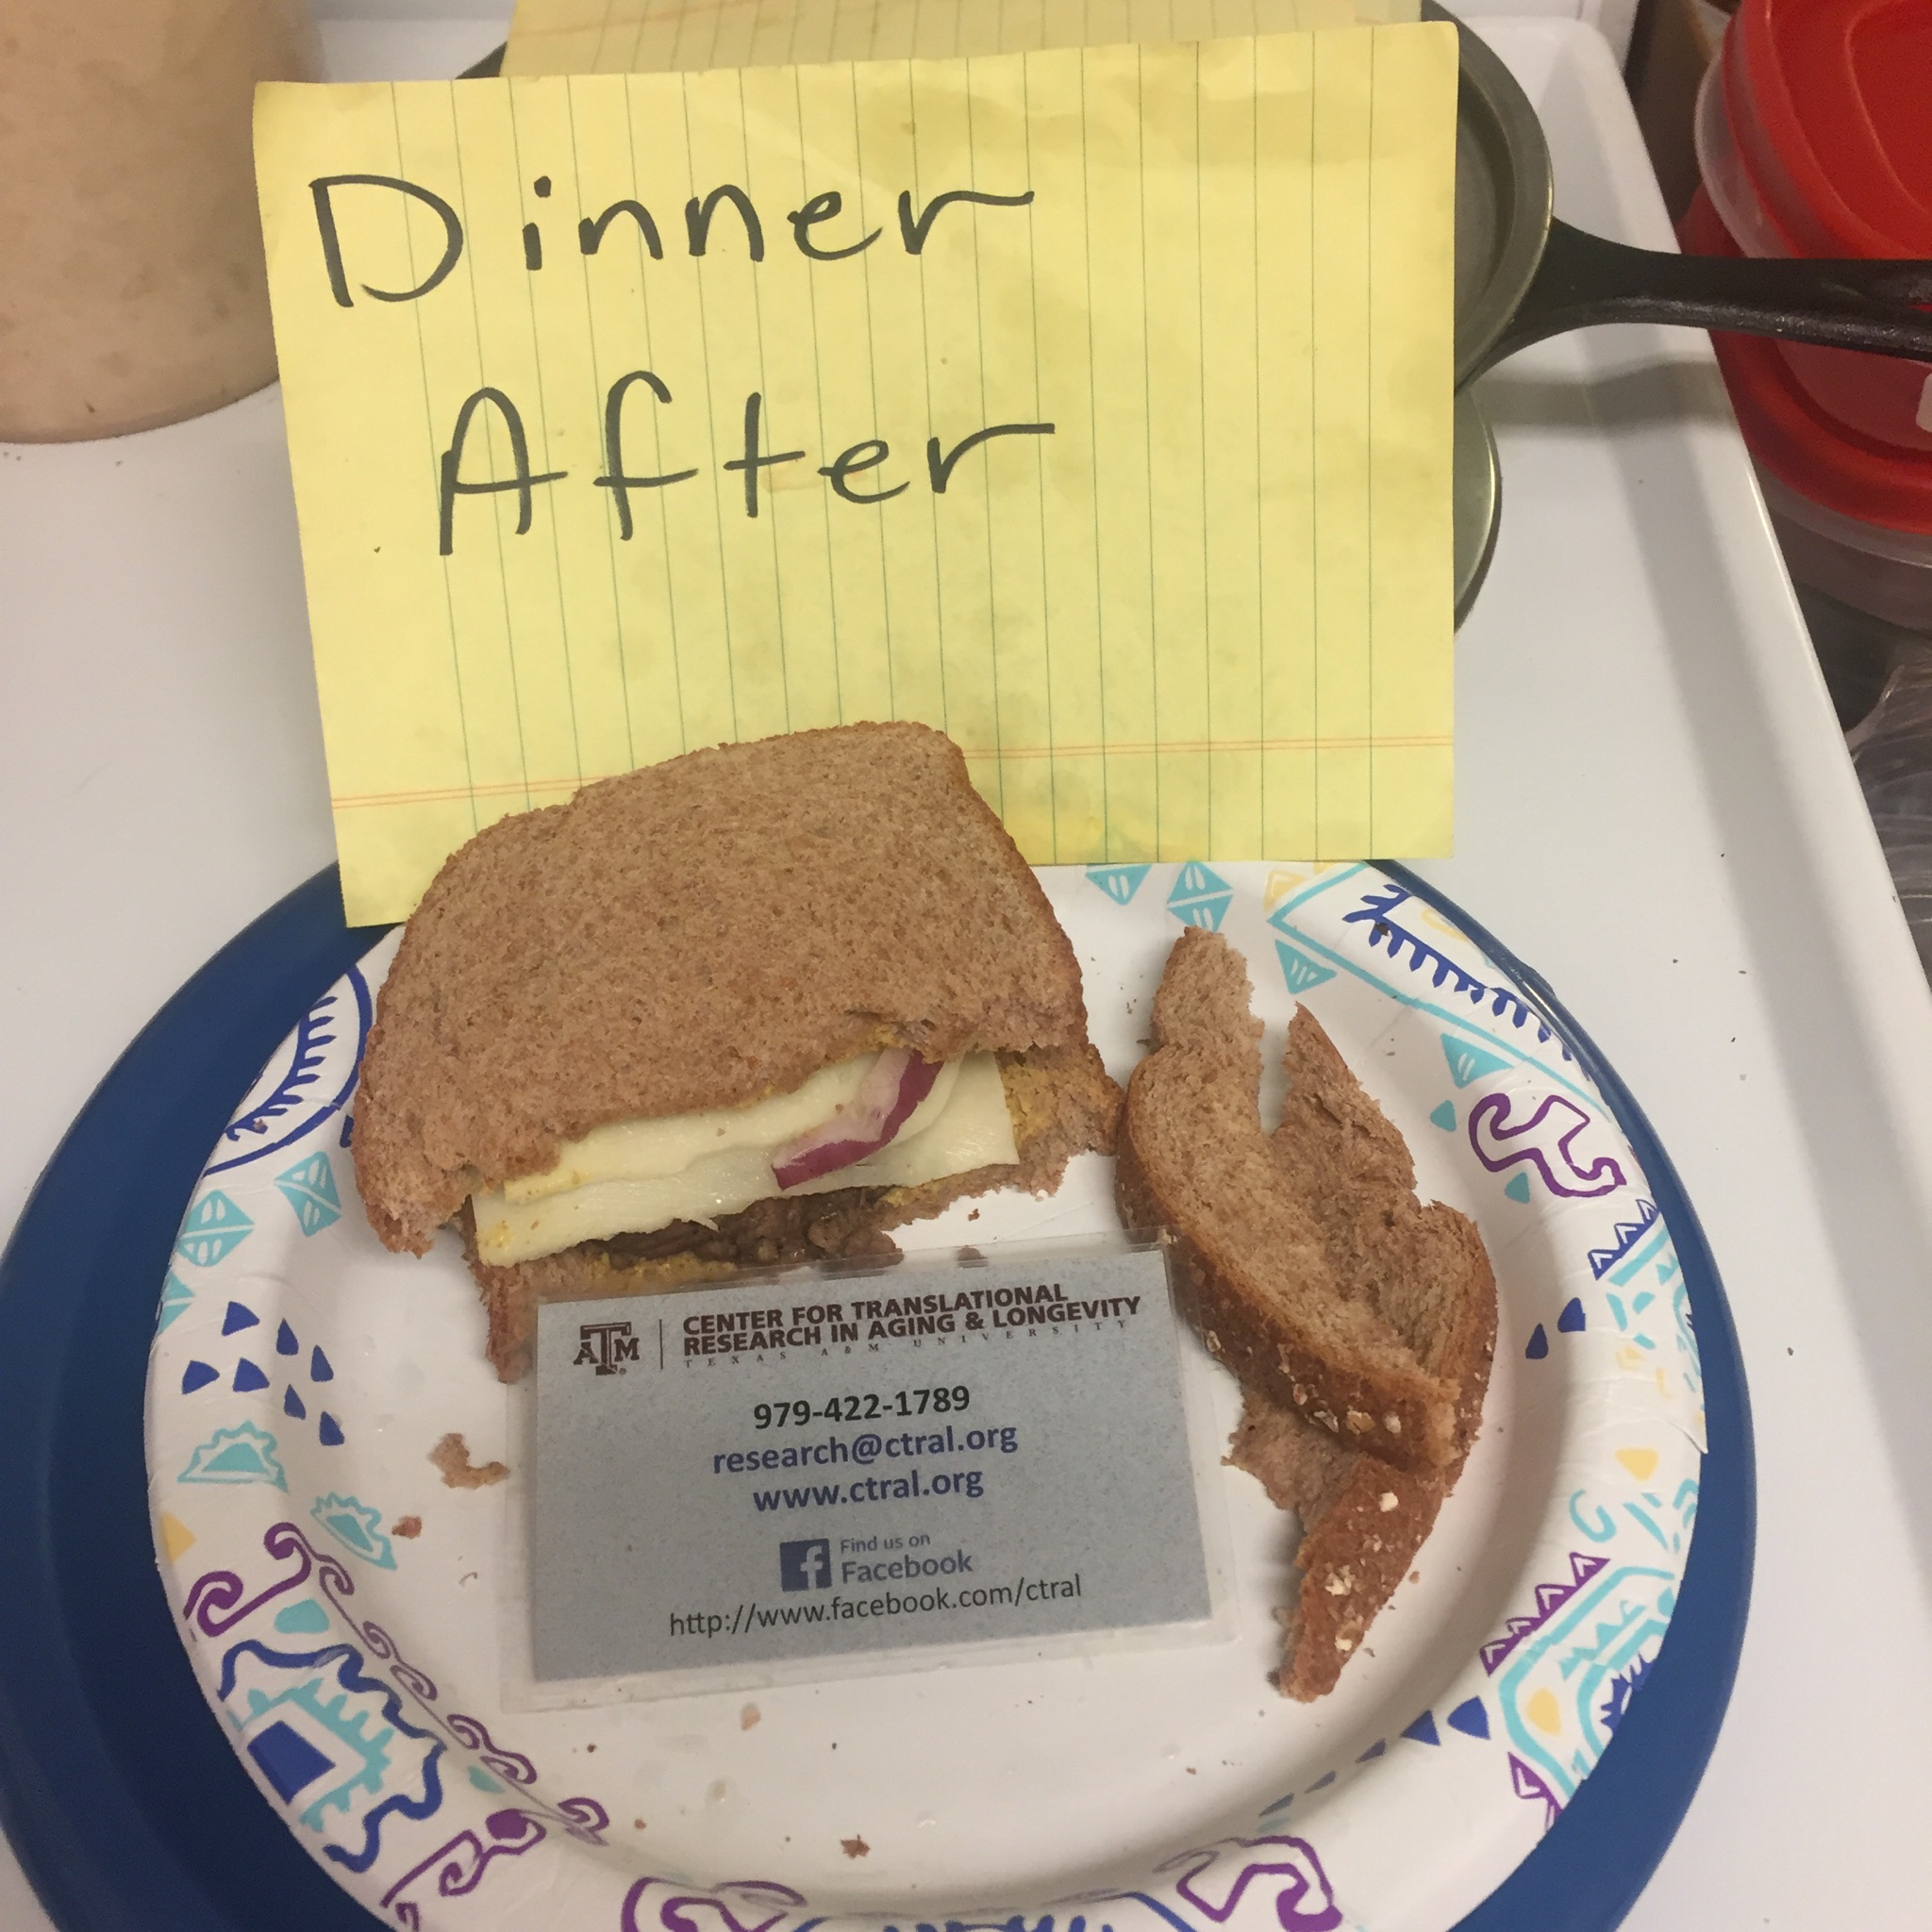 Dinner
After
ATM
CENTER FOR TRANSLATIONAL
RESEARCH IN AGING & LONGEVITY
TEXAS A&M UNIVERSITY
979-422-1789
research@ctral.org
www.ctral.org
f Find us on
Facebook
http://www.facebook.com/ctral